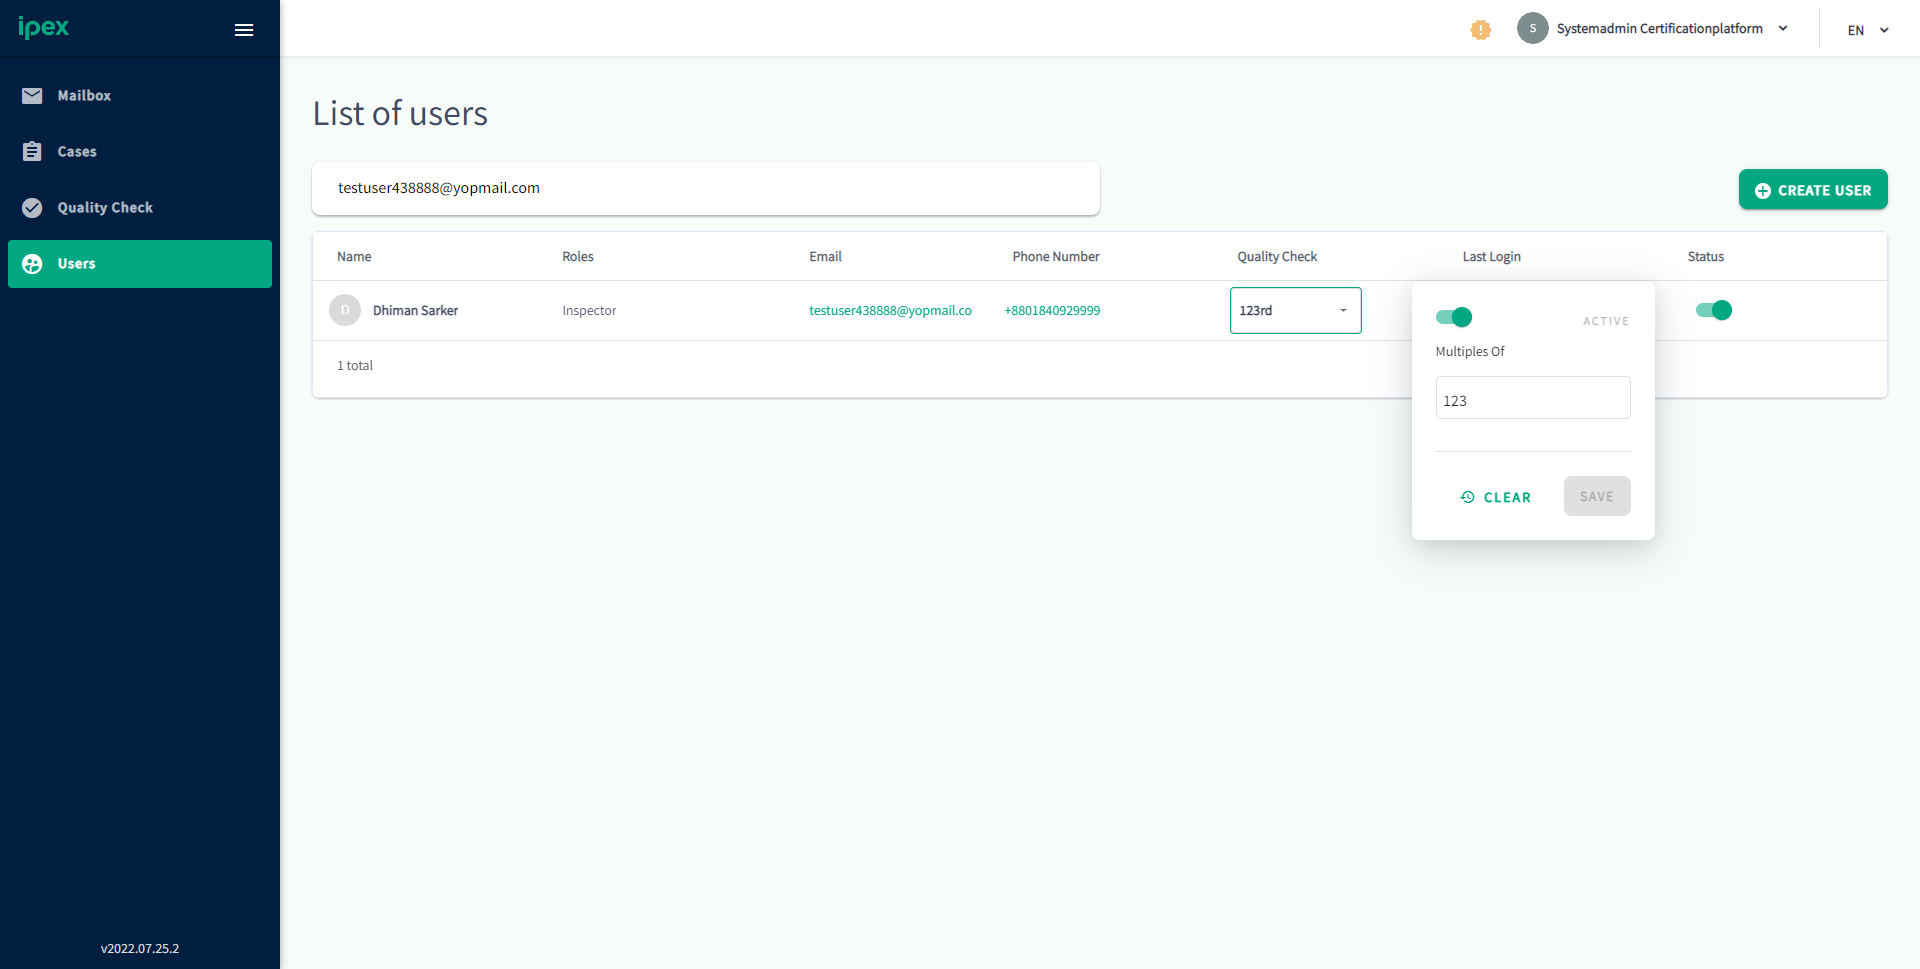 ipex
S Systemadmin Certificationplatform
EN
Mailbox
Cases
Quality Check
Users
v2022.07.25.2
List of users
testuser438888@yopmail.com
CREATE USER
Name Roles Email Phone Number Quality Check Last Login Status
D Dhiman Sarker Inspector testuser438888@yopmail.co +8801840929999 123rd
1 total
ACTIVE
Multiples Of
123
CLEAR SAVE